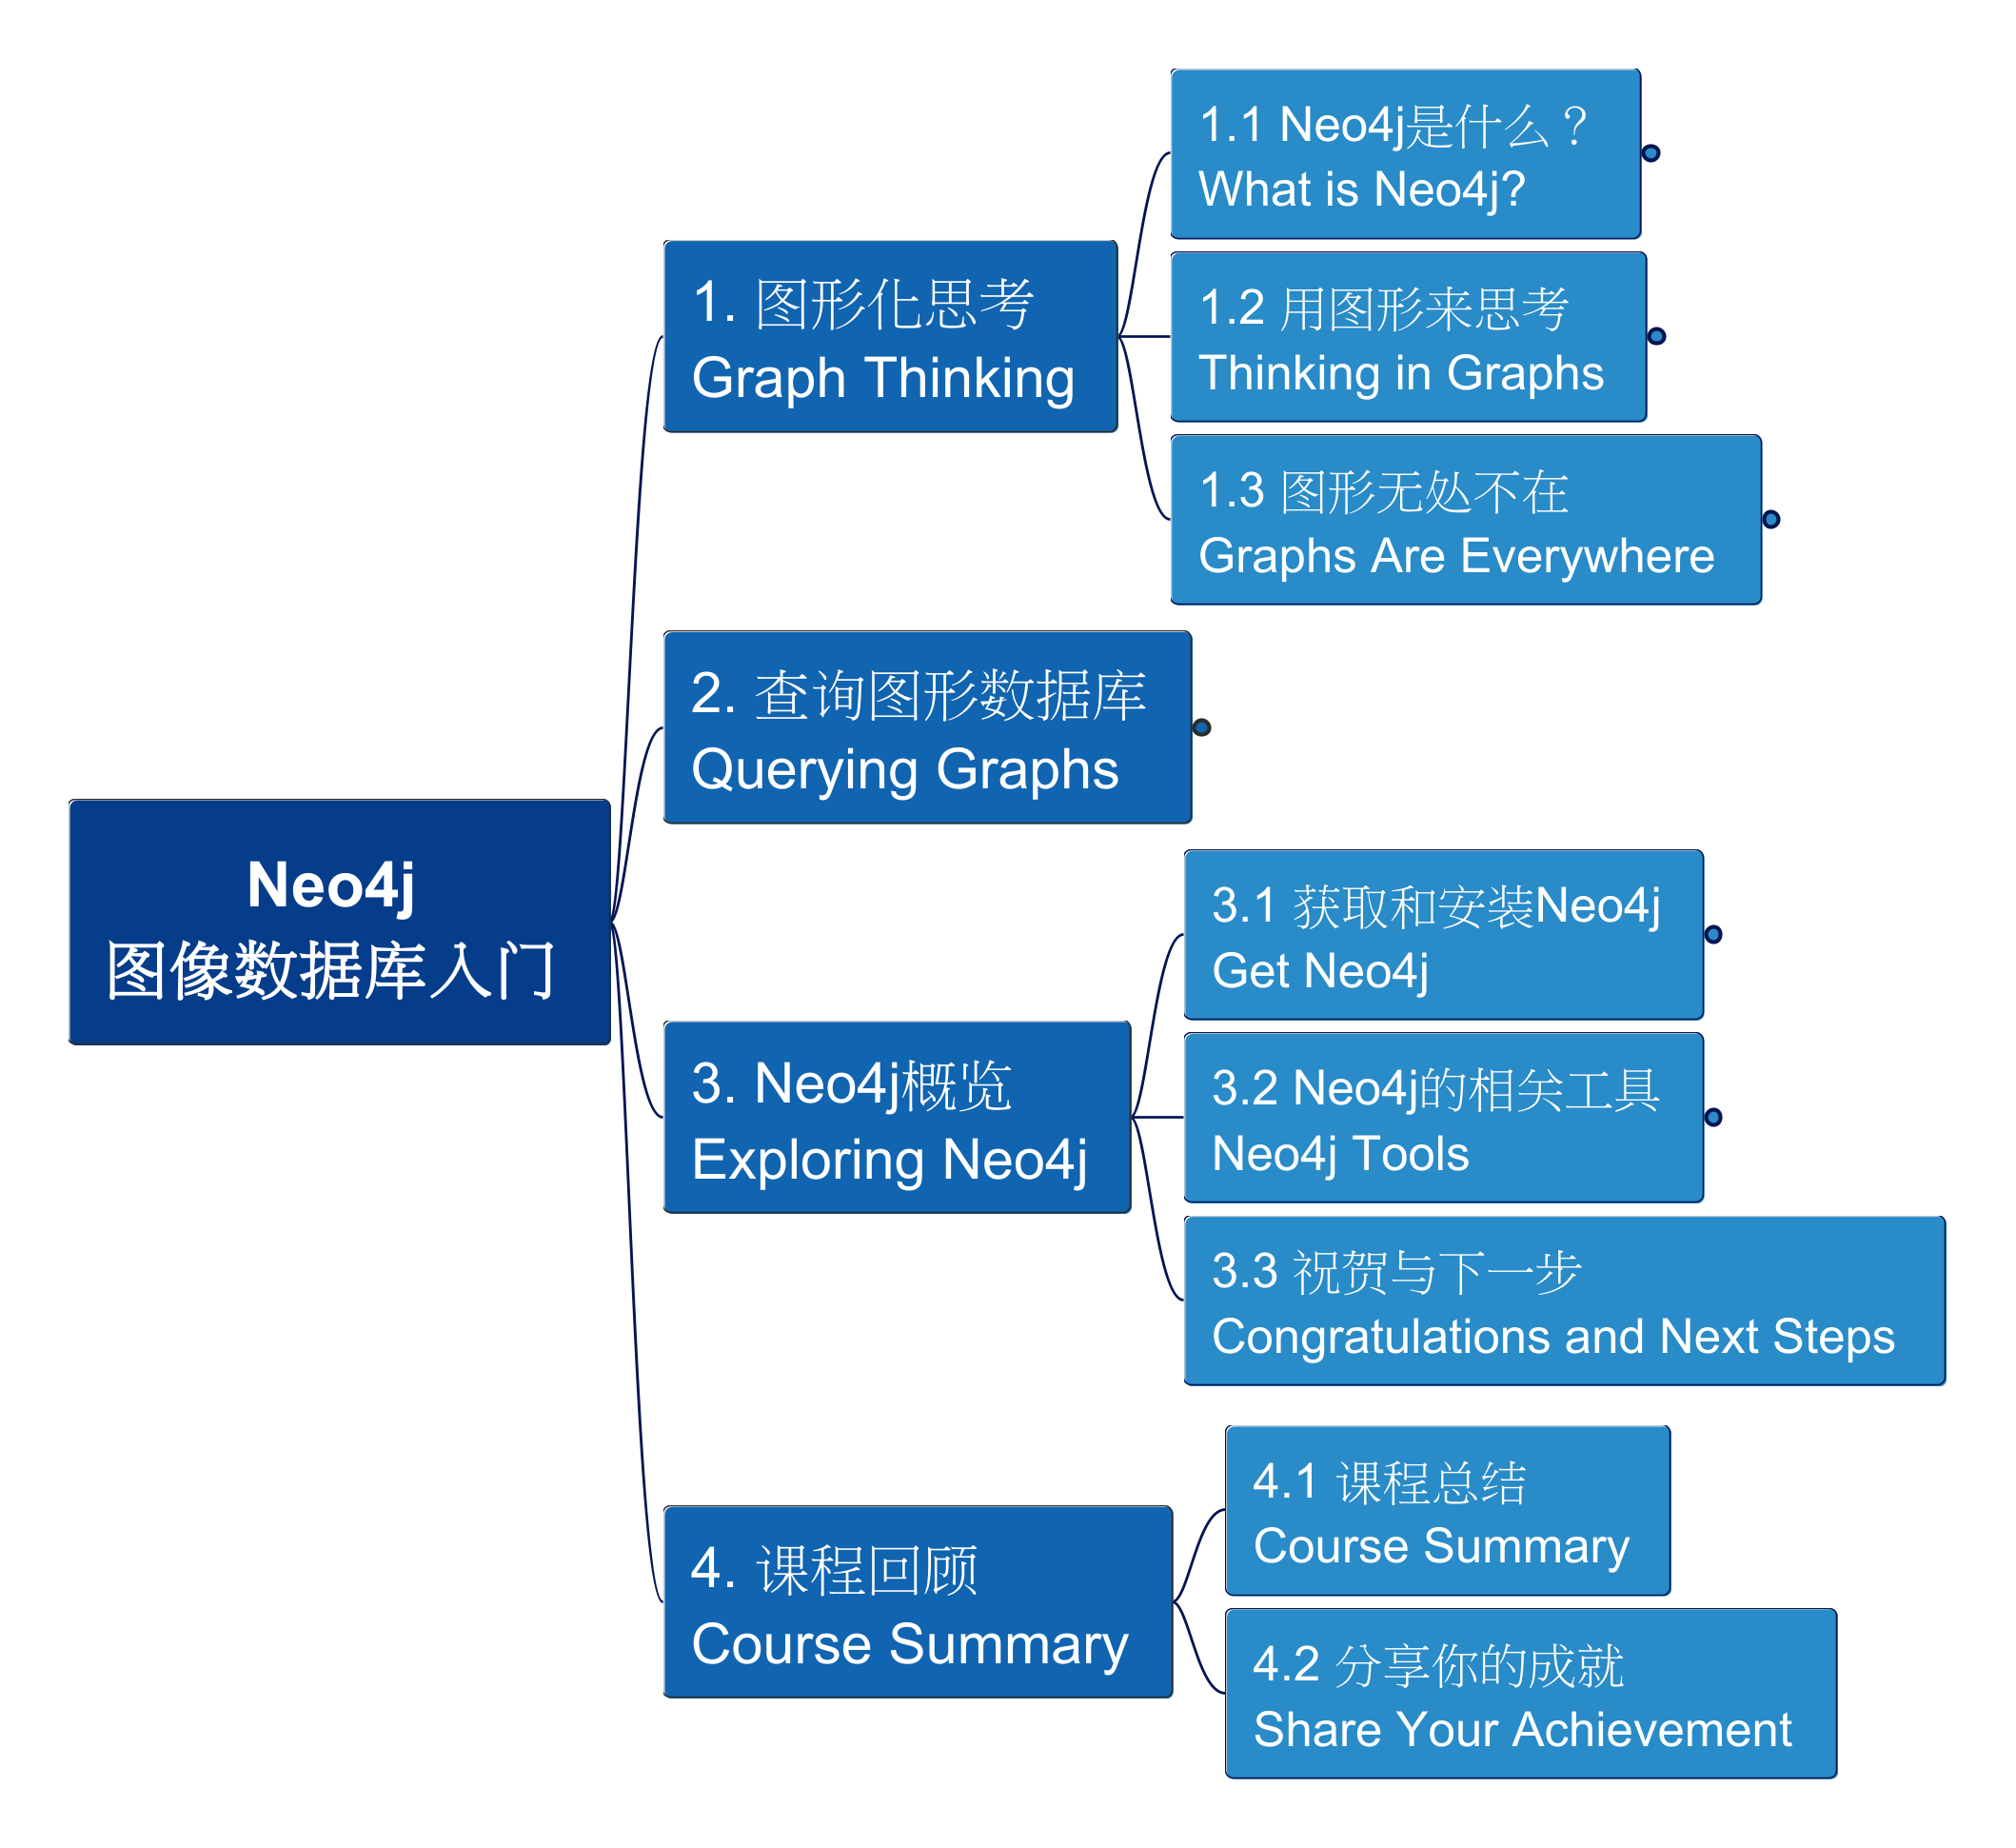 Neo4j
图像数据库入门
1. 图形化思考
Graph Thinking
1.1 Neo4j是什么？
What is Neo4j?
1.2 用图形来思考
Thinking in Graphs
1.3 图形无处不在
Graphs Are Everywhere
2. 查询图形数据库
Querying Graphs
3. Neo4j概览
Exploring Neo4j
3.1 获取和安装Neo4j
Get Neo4j
3.2 Neo4j的相关工具
Neo4j Tools
3.3 祝贺与下一步
Congratulations and Next Steps
4. 课程回顾
Course Summary
4.1 课程总结
Course Summary
4.2 分享你的成就
Share Your Achievement